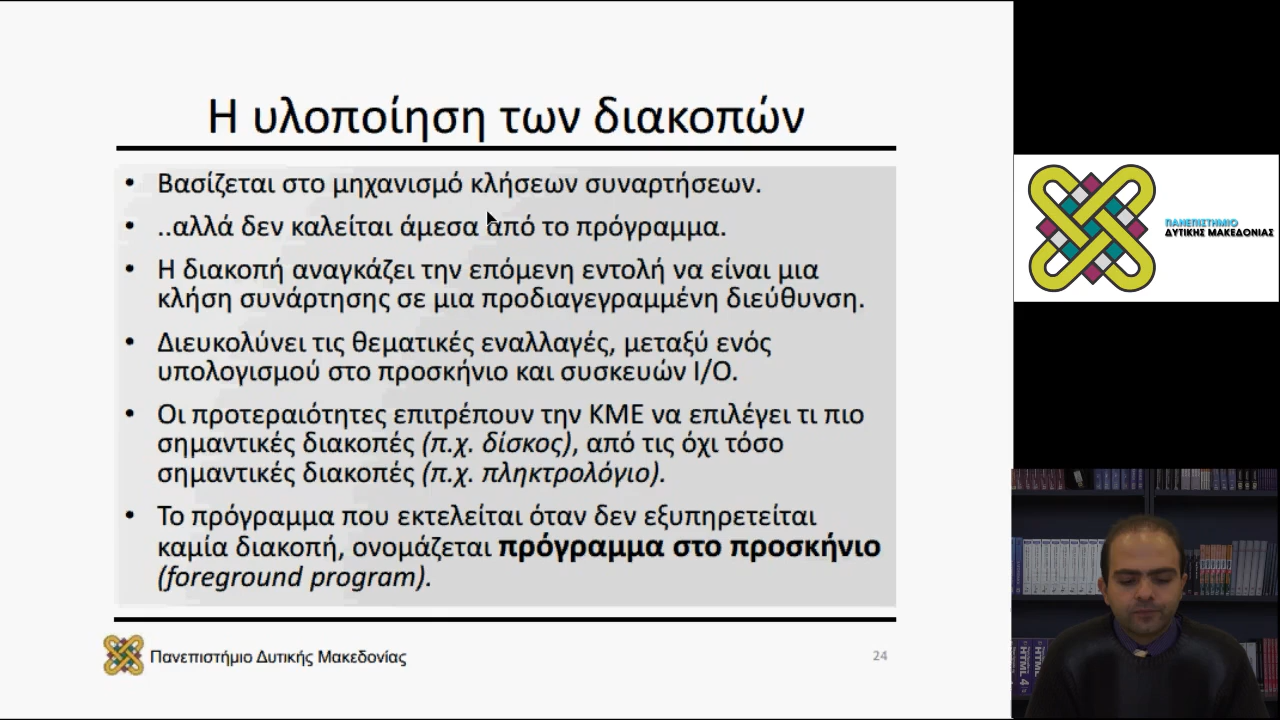 Η υλοποίηση των διακοπών
• Βασίζεται στο μηχανισμό κλήσεων συναρτήσεων.
• ..αλλά δεν καλείται άμεσα από το πρόγραμμα.
• Η διακοπή αναγκάζει την επόμενη εντολή να είναι μια
κλήση συνάρτησης σε μια προδιαγεγραμμένη διεύθυνση.
• Διευκολύνει τις θεματικές εναλλαγές, μεταξύ ενός
υπολογισμού στο προσκήνιο και συσκευών Ι/Ο.
• Οι προτεραιότητες επιτρέπουν την ΚΜΕ να επιλέγει τι πιο
σημαντικές διακοπές (π.χ. δίσκος), από τις όχι τόσο
σημαντικές διακοπές (π.χ. πληκτρολόγιο).
• Το πρόγραμμα που εκτελείται όταν δεν εξυπηρετείται
καμία διακοπή, ονομάζεται πρόγραμμα στο προσκήνιο
(foreground program).
Πανεπιστήμιο Δυτικής Μακεδονίας
24
ΠΑΝΕΠΙΣΤΗΜΙΟ
ΔΥΤΙΚΗΣ ΜΑΚΕΔΟΝΙΑΣ
HTML 4